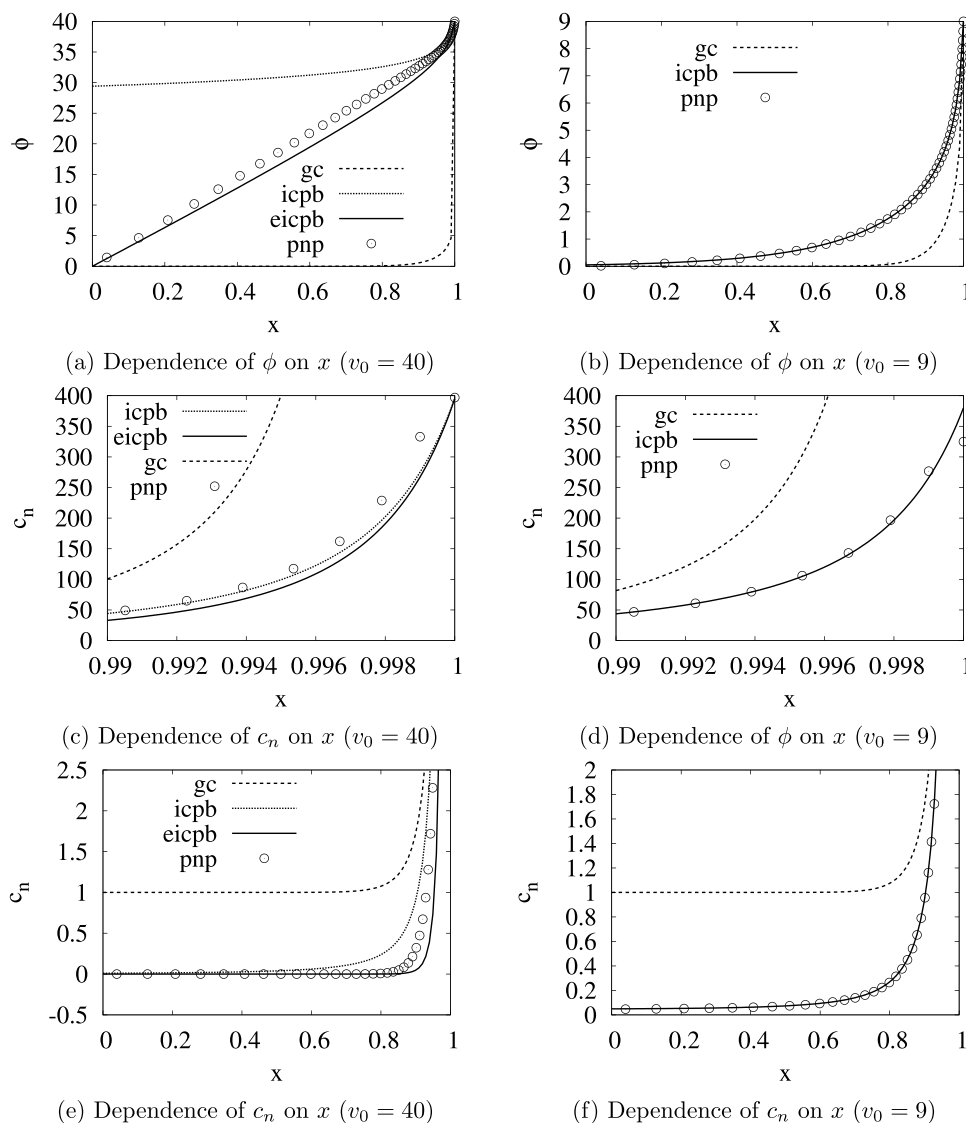 40
35
30
25
20
15
10
5
0
ϕ
gc
icpb
eicpb
pnp
0 0.2 0.4 0.6 0.8 1
x
(a) Dependence of ϕ on x (v₀ = 40)
9
8
7
6
5
4
3
2
1
0
ϕ
gc
icpb
pnp
0 0.2 0.4 0.6 0.8 1
x
(b) Dependence of ϕ on x (v₀ = 9)
400
350
300
250
200
150
100
50
0
cₙ
icpb
eicpb
gc
pnp
0.99 0.992 0.994 0.996 0.998 1
x
(c) Dependence of cₙ on x (v₀ = 40)
400
350
300
250
200
150
100
50
0
cₙ
gc
icpb
pnp
0.99 0.992 0.994 0.996 0.998 1
x
(d) Dependence of ϕ on x (v₀ = 9)
2.5
2
1.5
1
0.5
0
-0.5
cₙ
gc
icpb
eicpb
pnp
0 0.2 0.4 0.6 0.8 1
x
(e) Dependence of cₙ on x (v₀ = 40)
2
1.8
1.6
1.4
1.2
1
0.8
0.6
0.4
0.2
0
cₙ
0 0.2 0.4 0.6 0.8 1
x
(f) Dependence of cₙ on x (v₀ = 9)